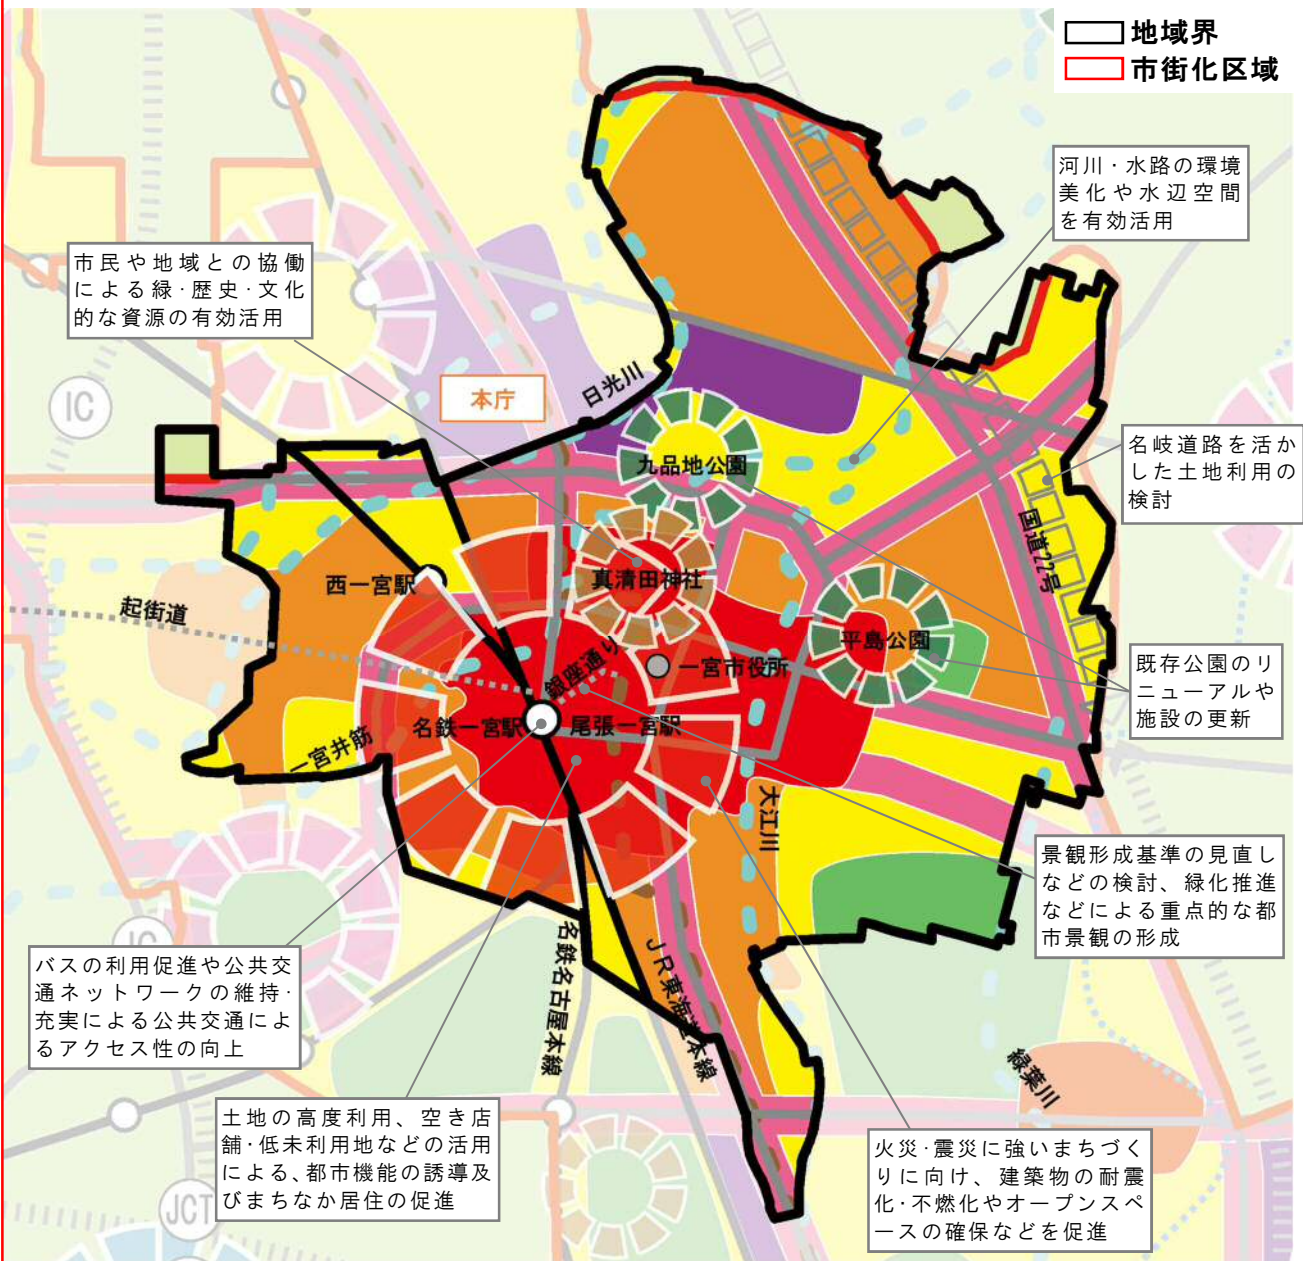 地域界
市街化区域
河川・水路の環境
美化や水辺空間
を有効活用
市民や地域との協働
による緑・歴史・文化
的な資源の有効活用
IC
本庁
日光川
名岐道路を活か
した土地利用の
検討
九品地公園
国道22号
真清田神社
西一宮駅
起街道
平島公園
銀座通り
一宮市役所
既存公園のリ
ニューアルや
施設の更新
名鉄一宮駅
尾張一宮駅
一宮井筋
大江川
景観形成基準の見直し
などの検討、緑化推進
などによる重点的な都
市景観の形成
バスの利用促進や公共交
通ネットワークの維持・
充実による公共交通によ
るアクセス性の向上
名鉄名古屋本線
JR東海道本線
緑葉川
土地の高度利用、空き店
舗・低未利用地などの活用
による、都市機能の誘導及
びまちなか居住の促進
火災・震災に強いまちづく
りに向け、建築物の耐震
化・不燃化やオープンスペ
ースの確保などを促進
JCT